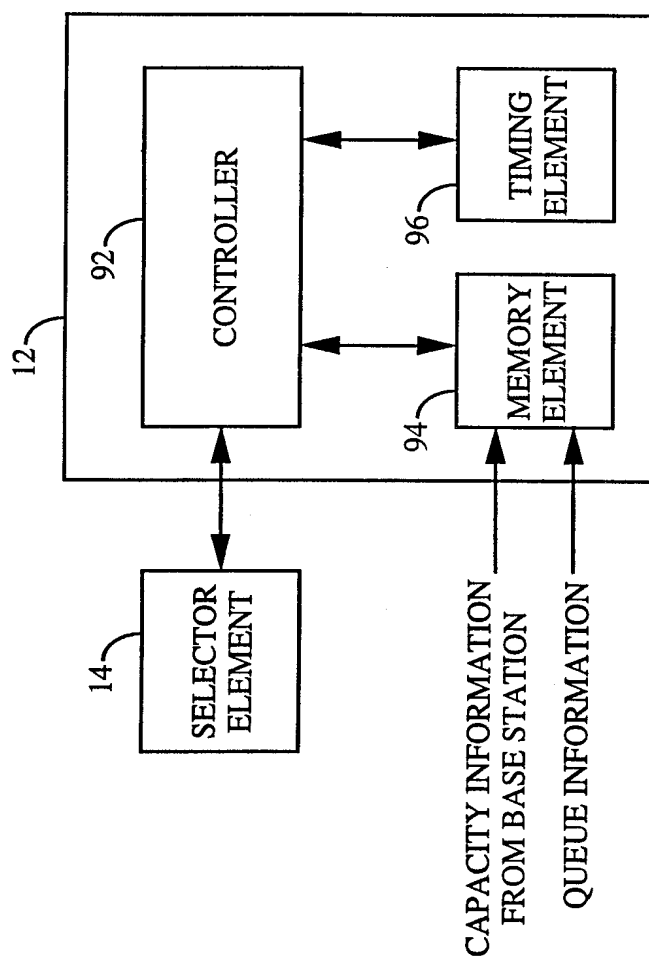 12
92
CONTROLLER
14
SELECTOR
ELEMENT
94
MEMORY
ELEMENT
96
TIMING
ELEMENT
CAPACITY INFORMATION
FROM BASE STATION
QUEUE INFORMATION